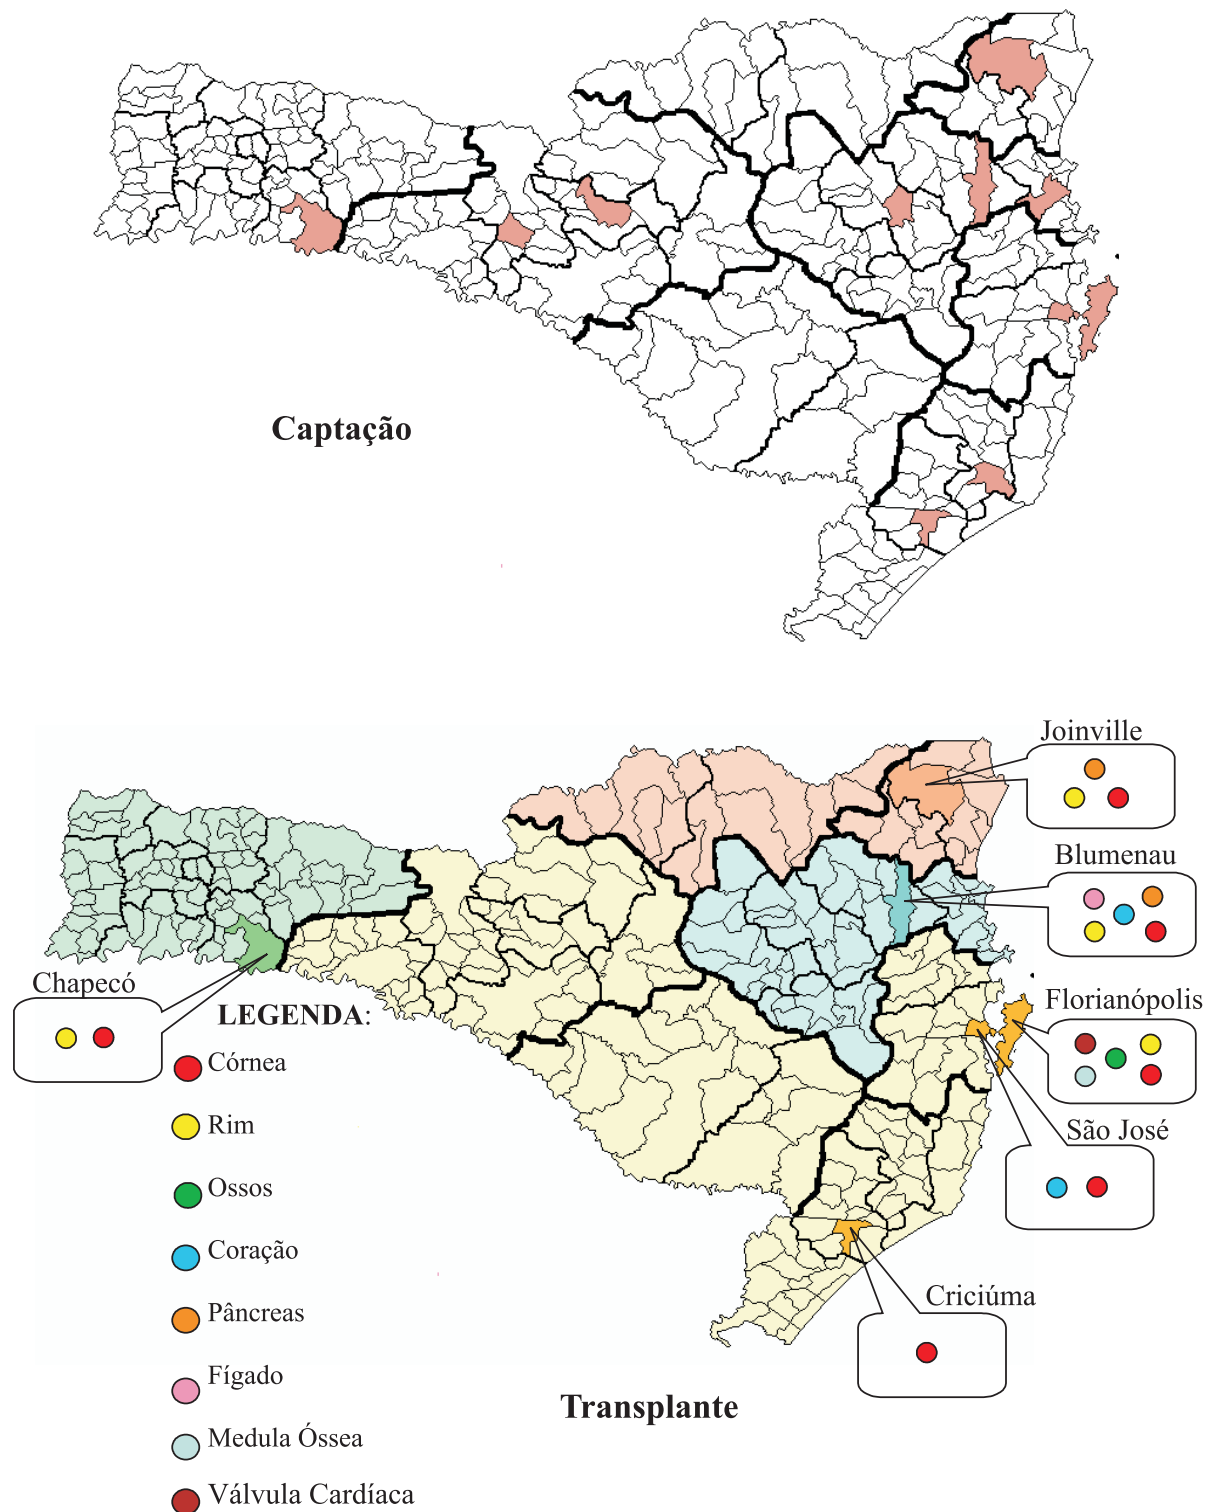 Captação
Joinville
Blumenau
Florianópolis
São José
Criciúma
Chapecó
LEGENDA:
Córnea
Rim
Ossos
Coração
Pâncreas
Fígado
Medula Óssea
Válvula Cardíaca
Transplante